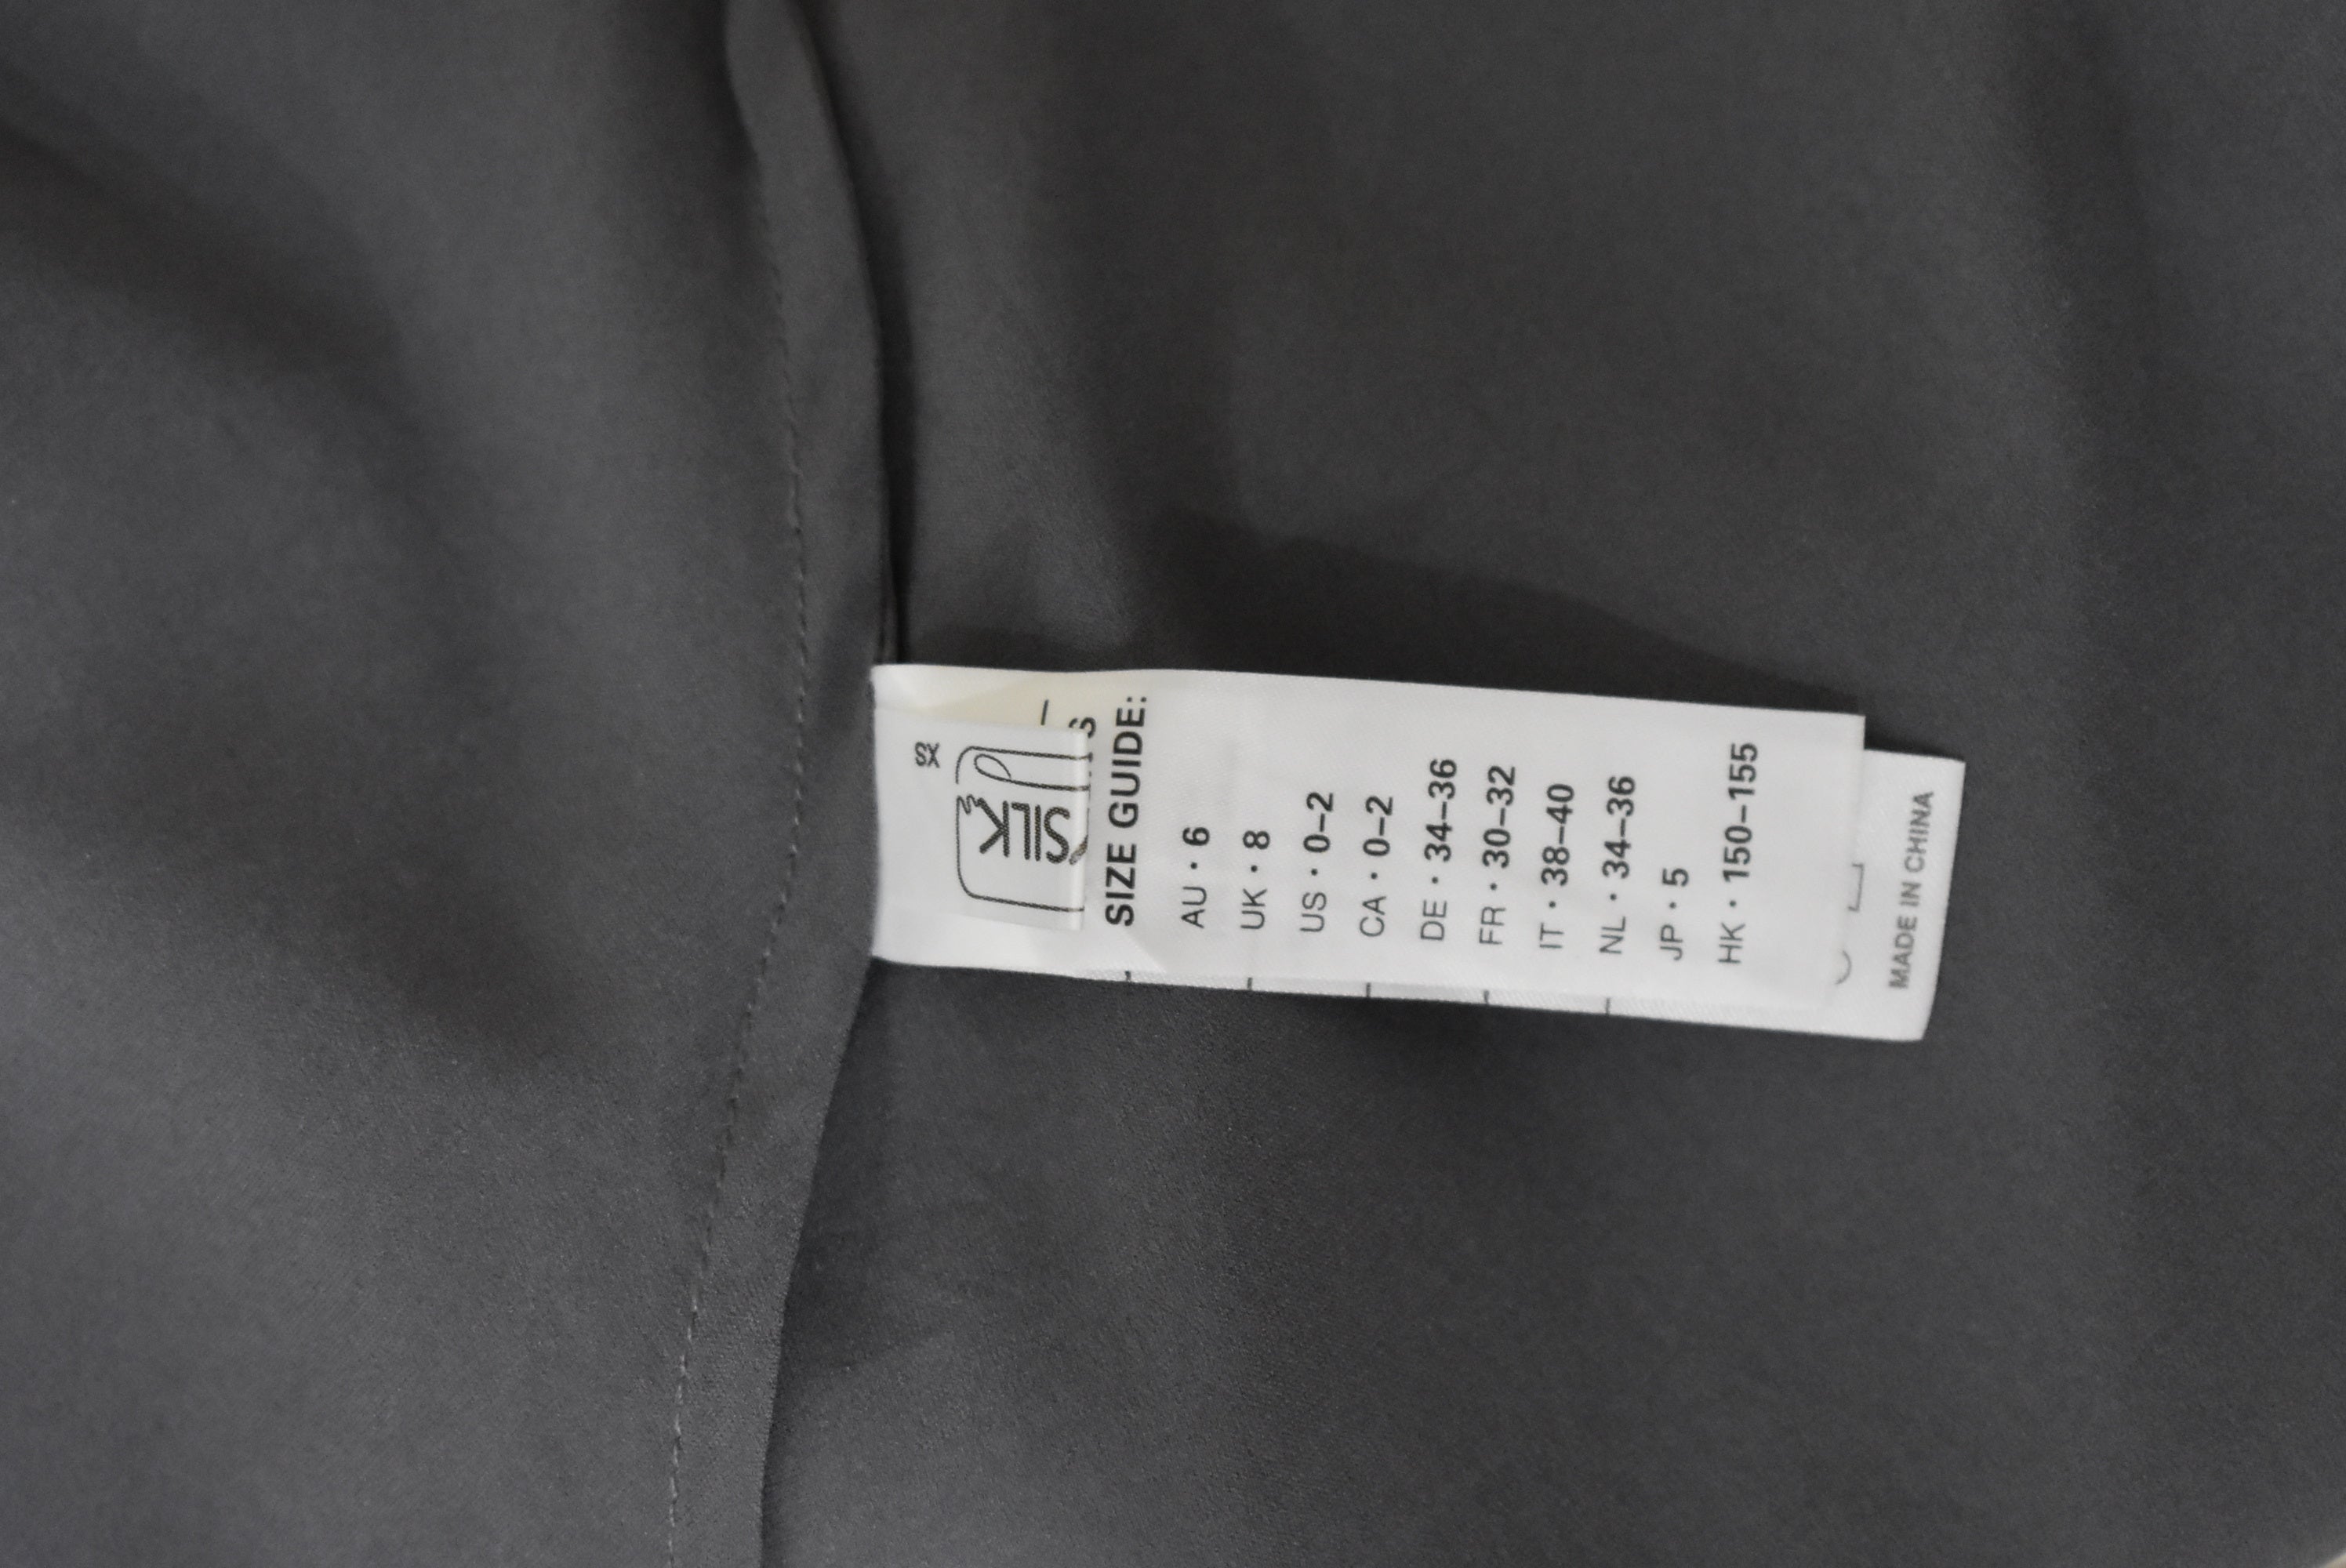 XS
SILK
SIZE GUIDE:
AU · 6
UK · 8
US · 0–2
CA · 0–2
DE · 34–36
FR · 30–32
IT · 38–40
NL · 34–36
JP · 5
HK · 150–155
MADE IN CHINA